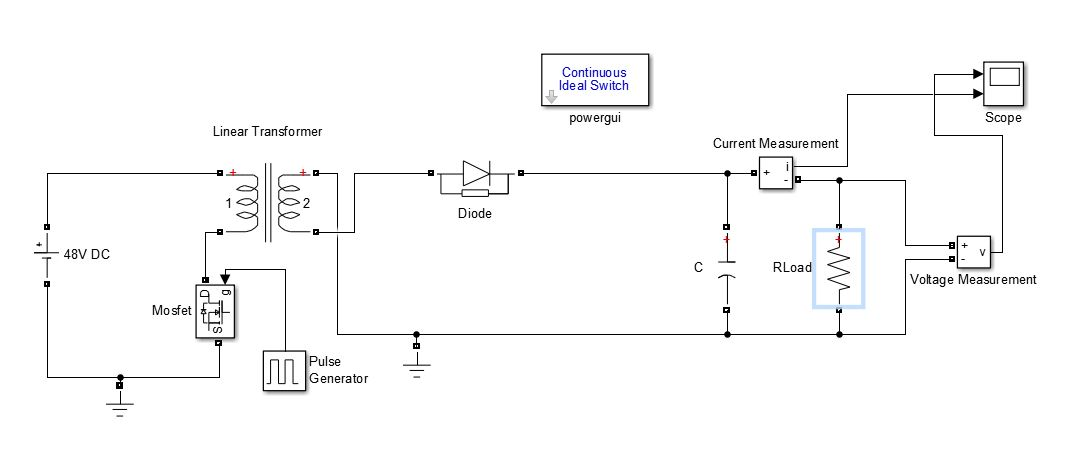 Continuous
Ideal Switch
powergui
Scope
Linear Transformer
Current Measurement
+
+
+
i
-
1
2
Diode
+
48V DC
C
+
RLoad
+
+
-
v
Voltage Measurement
Mosfet
D
g
S
Pulse
Generator